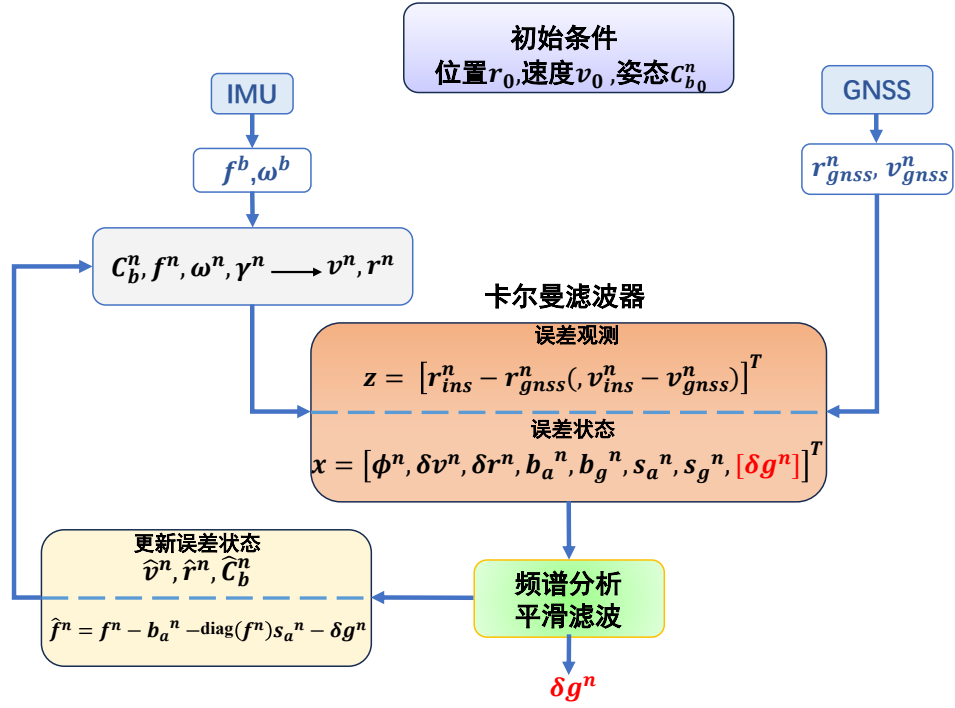 初始条件
位置r₀,速度v₀ ,姿态C_{b_0}^n
IMU
GNSS
f^b,ω^b
r_{gnss}^n, v_{gnss}^n
C_b^n, f^n, ω^n, γ^n ⟶ v^n, r^n
卡尔曼滤波器
误差观测
z = [r_{ins}^n − r_{gnss}^n(, v_{ins}^n − v_{gnss}^n)]^T
误差状态
x = [ϕ^n, δv^n, δr^n, b_a^n, b_g^n, s_a^n, s_g^n, [δg^n]]^T
更新误差状态
v̂^n, r̂^n, Ĉ_b^n
f̂^n = f^n − b_a^n −diag(f^n)s_a^n − δg^n
频谱分析
平滑滤波
δg^n